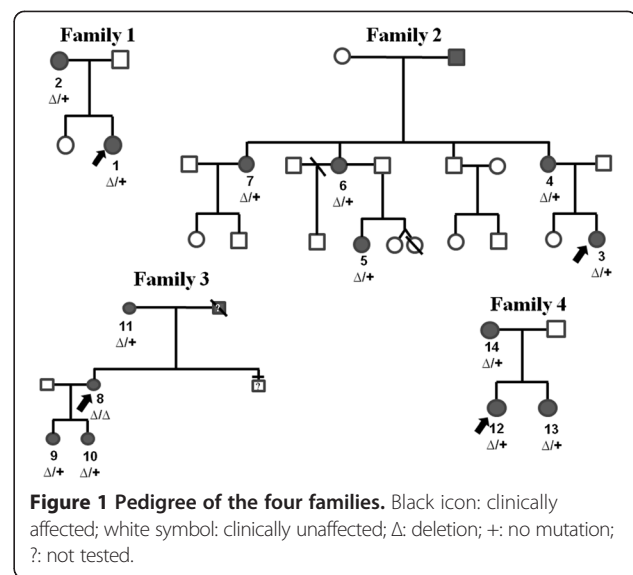 Family 1
Family 2
2
Δ/+
1
Δ/+
7
Δ/+
6
Δ/+
4
Δ/+
5
Δ/+
3
Δ/+
Family 3
Family 4
11
Δ/+
?
14
Δ/+
8
Δ/Δ
?
9
Δ/+
10
Δ/+
12
Δ/+
13
Δ/+
Figure 1 Pedigree of the four families. Black icon: clinically
affected; white symbol: clinically unaffected; Δ: deletion; +: no mutation;
?: not tested.